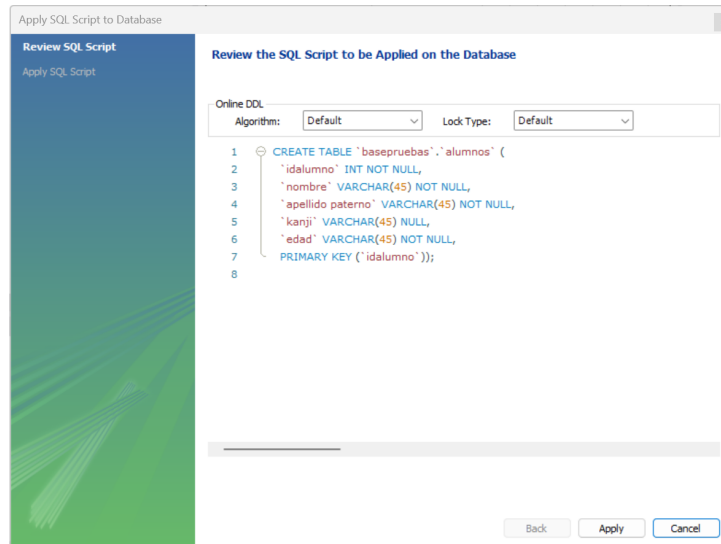 Apply SQL Script to Database
Review SQL Script
Apply SQL Script
Review the SQL Script to be Applied on the Database
Online DDL
Algorithm: Default Lock Type: Default
1 CREATE TABLE `basepruebas`.`alumnos` (
2 `idalumno` INT NOT NULL,
3 `nombre` VARCHAR(45) NOT NULL,
4 `apellido paterno` VARCHAR(45) NOT NULL,
5 `kanji` VARCHAR(45) NULL,
6 `edad` VARCHAR(45) NOT NULL,
7 PRIMARY KEY (`idalumno`));
8
Back Apply Cancel